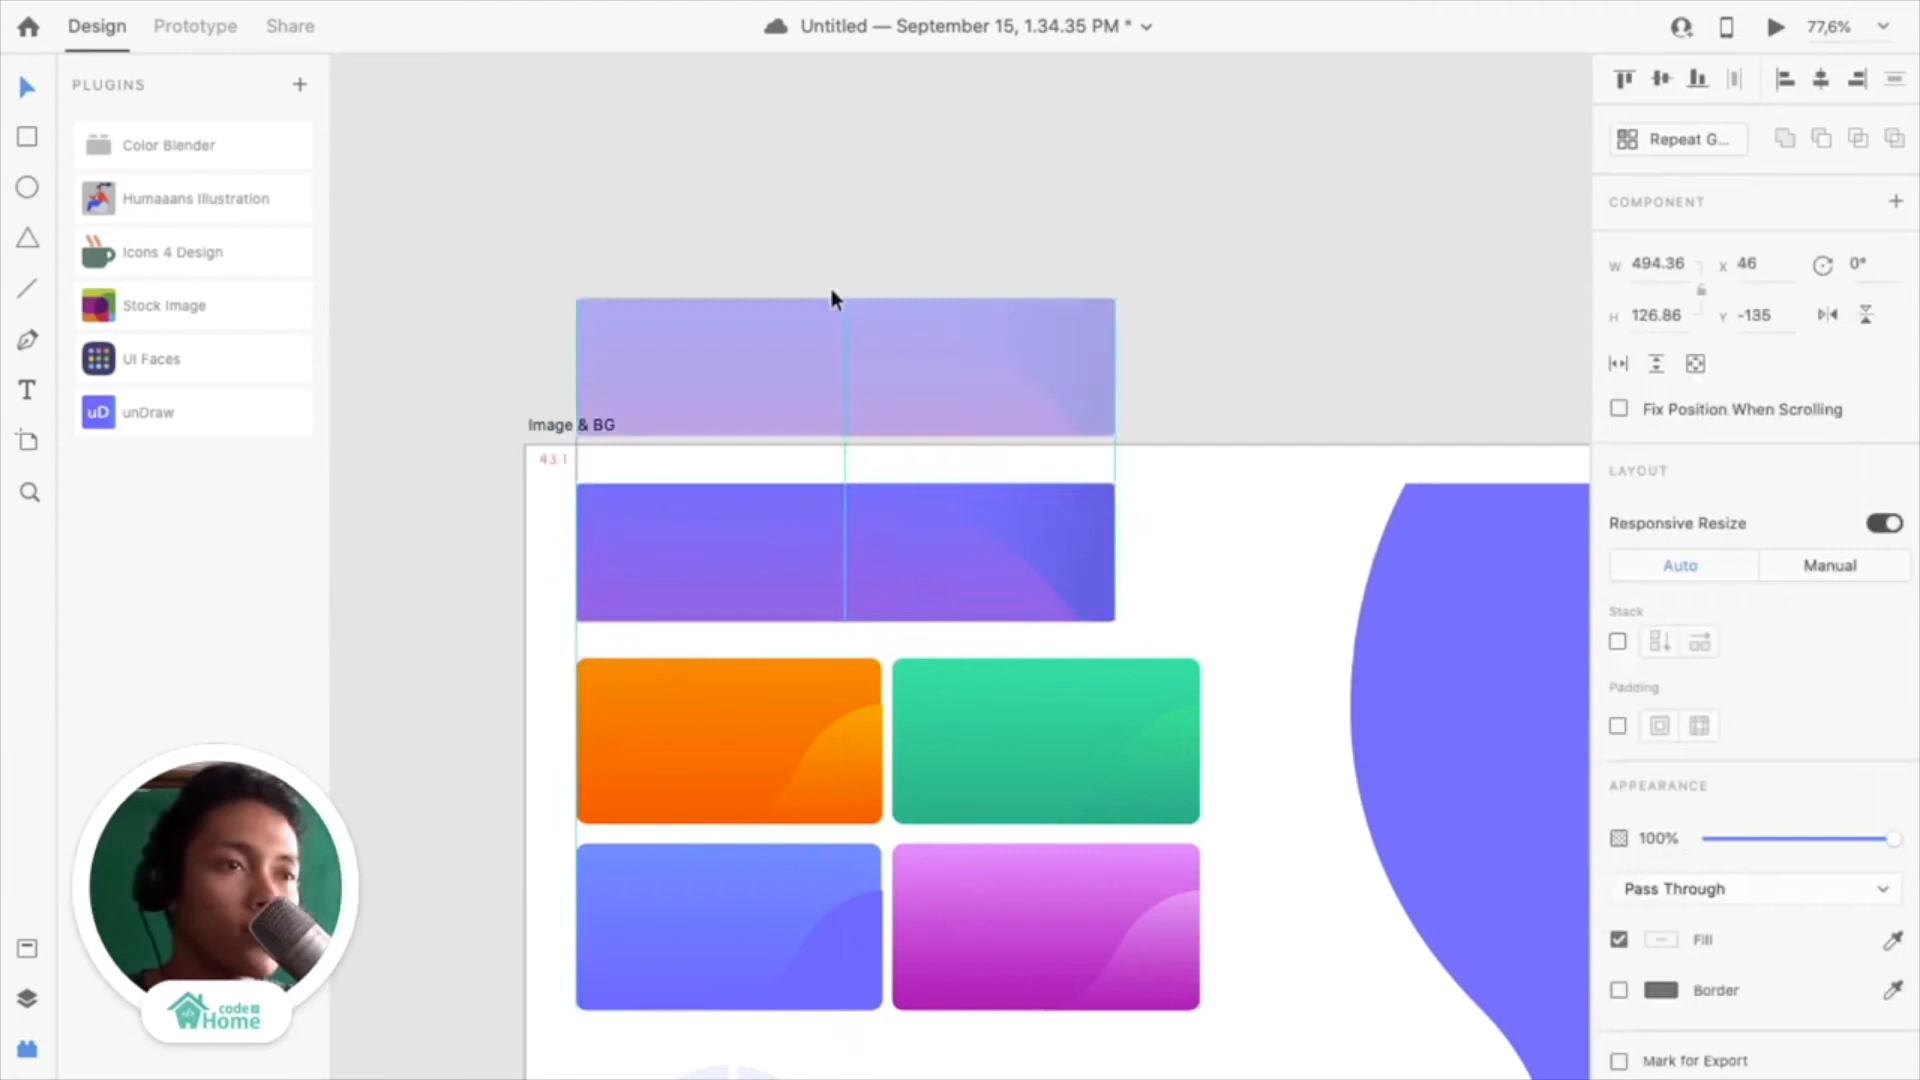 Design Prototype Share
Untitled — September 15, 1.34.35 PM *
77,6%
PLUGINS
Color Blender
Humaaans Illustration
Icons 4 Design
Stock Image
UI Faces
uD unDraw
code
Home
Image & BG
Repeat G...
COMPONENT
W 494.36 X 46 0°
H 126.86 Y -135
Fix Position When Scrolling
LAYOUT
Responsive Resize
Auto Manual
Stack
Padding
APPEARANCE
100%
Pass Through
Fill
Border
Mark for Export